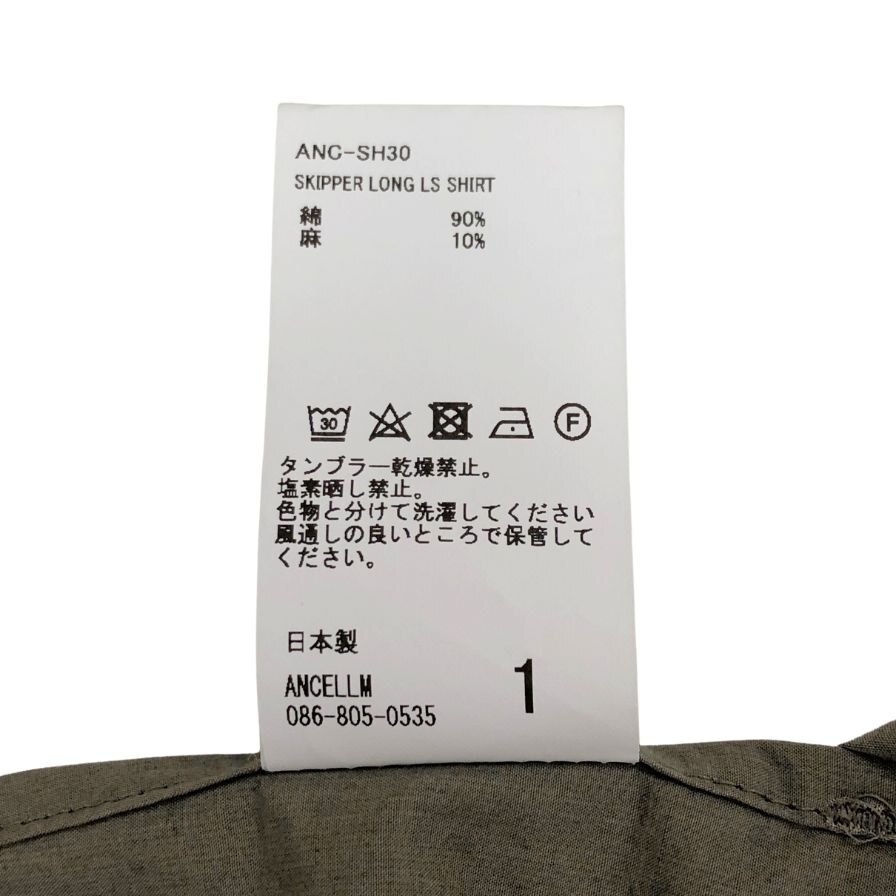 ANC-SH30
SKIPPER LONG LS SHIRT
綿 90%
麻 10%
30 F
タンブラー乾燥禁止。
塩素晒し禁止。
色物と分けて洗濯してください
風通しの良いところで保管して
ください。
日本製
ANCELLM 1
086-805-0535